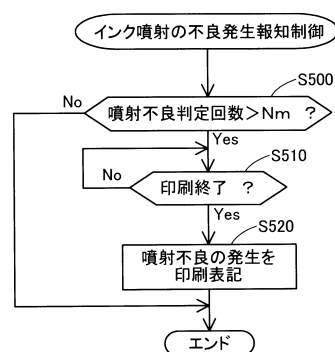 インク噴射の不良発生報知制御
S500
噴射不良判定回数>Nm ?
No
Yes
S510
印刷終了 ?
No
Yes
S520
噴射不良の発生を
印刷表記
エンド